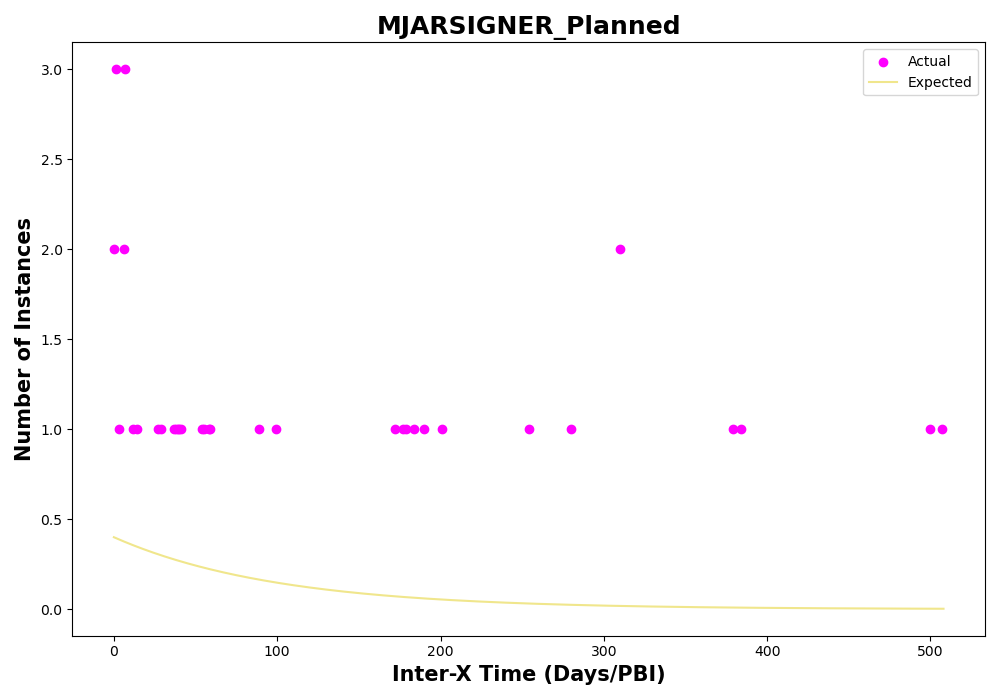 MJARSIGNER_Planned
Actual
Expected
Number of Instances
3.0
2.5
2.0
1.5
1.0
0.5
0.0
0
100
200
300
400
500
Inter-X Time (Days/PBI)